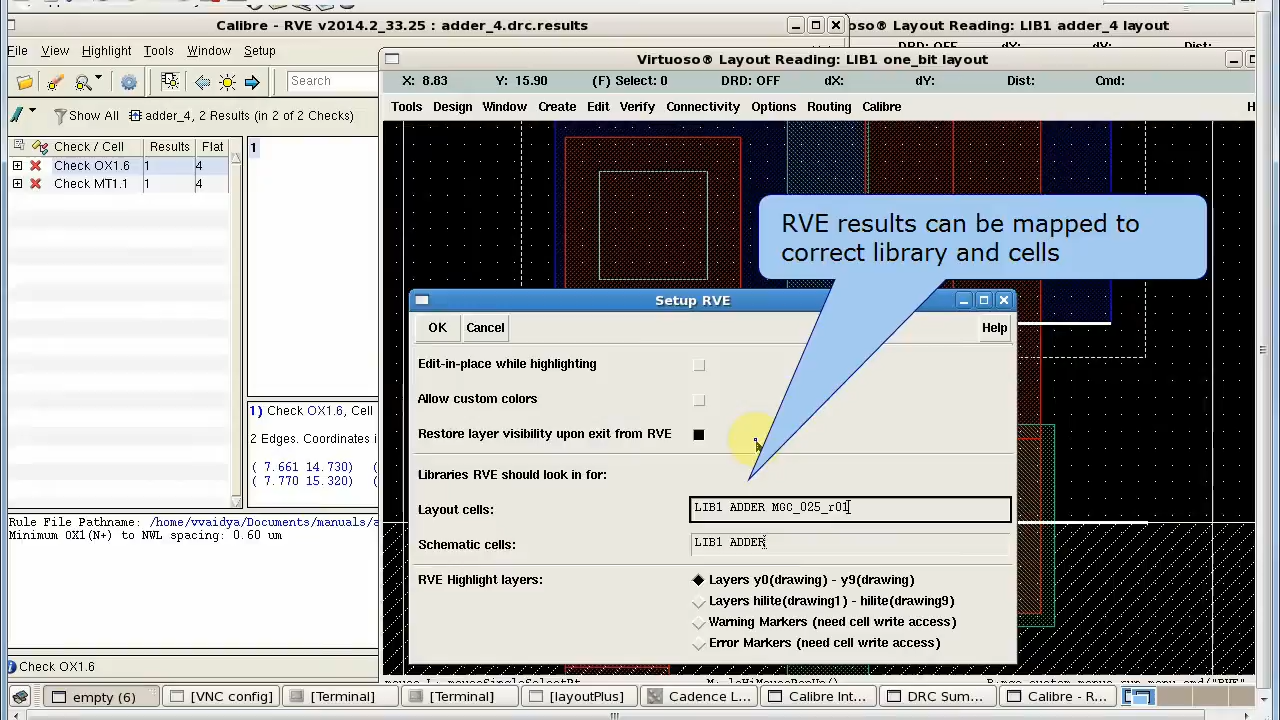 Calibre - RVE v2014.2_33.25 : adder_4.drc.results
oso® Layout Reading: LIB1 adder_4 layout
File View Highlight Tools Window Setup
Virtuoso® Layout Reading: LIB1 one_bit layout
Search
X: 8.83 Y: 15.90 (F) Select: 0 DRD: OFF dX: dY: Dist: Cmd:
Tools Design Window Create Edit Verify Connectivity Options Routing Calibre H
Show All adder_4, 2 Results (in 2 of 2 Checks)
Check / Cell Results Flat
1
Check OX1.6 1 4
Check MT1.1 1 4
RVE results can be mapped to
correct library and cells
Setup RVE
OK Cancel Help
Edit-in-place while highlighting
Allow custom colors
Restore layer visibility upon exit from RVE
Libraries RVE should look in for:
Layout cells: LIB1 ADDER MGC_025_r01
Schematic cells: LIB1 ADDER
RVE Highlight layers: Layers y0(drawing) - y9(drawing)
Layers hilite(drawing1) - hilite(drawing9)
Warning Markers (need cell write access)
Error Markers (need cell write access)
1) Check OX1.6, Cell
2 Edges. Coordinates i
( 7.661 14.730) (
( 7.770 15.320) (
Rule File Pathname: /home/vvaidya/Documents/manuals/a
Minimum OX1(N+) to NWL spacing: 0.60 um
Check OX1.6
empty (6) [VNC config] [Terminal] [Terminal] [layoutPlus] Cadence L... Calibre Int... DRC Sum... Calibre - R...